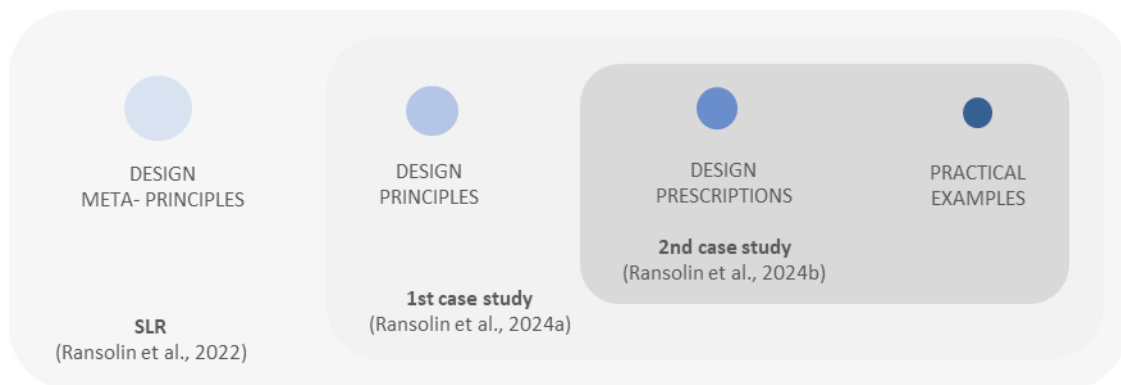 DESIGN
META- PRINCIPLES
DESIGN
PRINCIPLES
DESIGN
PRESCRIPTIONS
PRACTICAL
EXAMPLES
2nd case study
(Ransolin et al., 2024b)
1st case study
(Ransolin et al., 2024a)
SLR
(Ransolin et al., 2022)